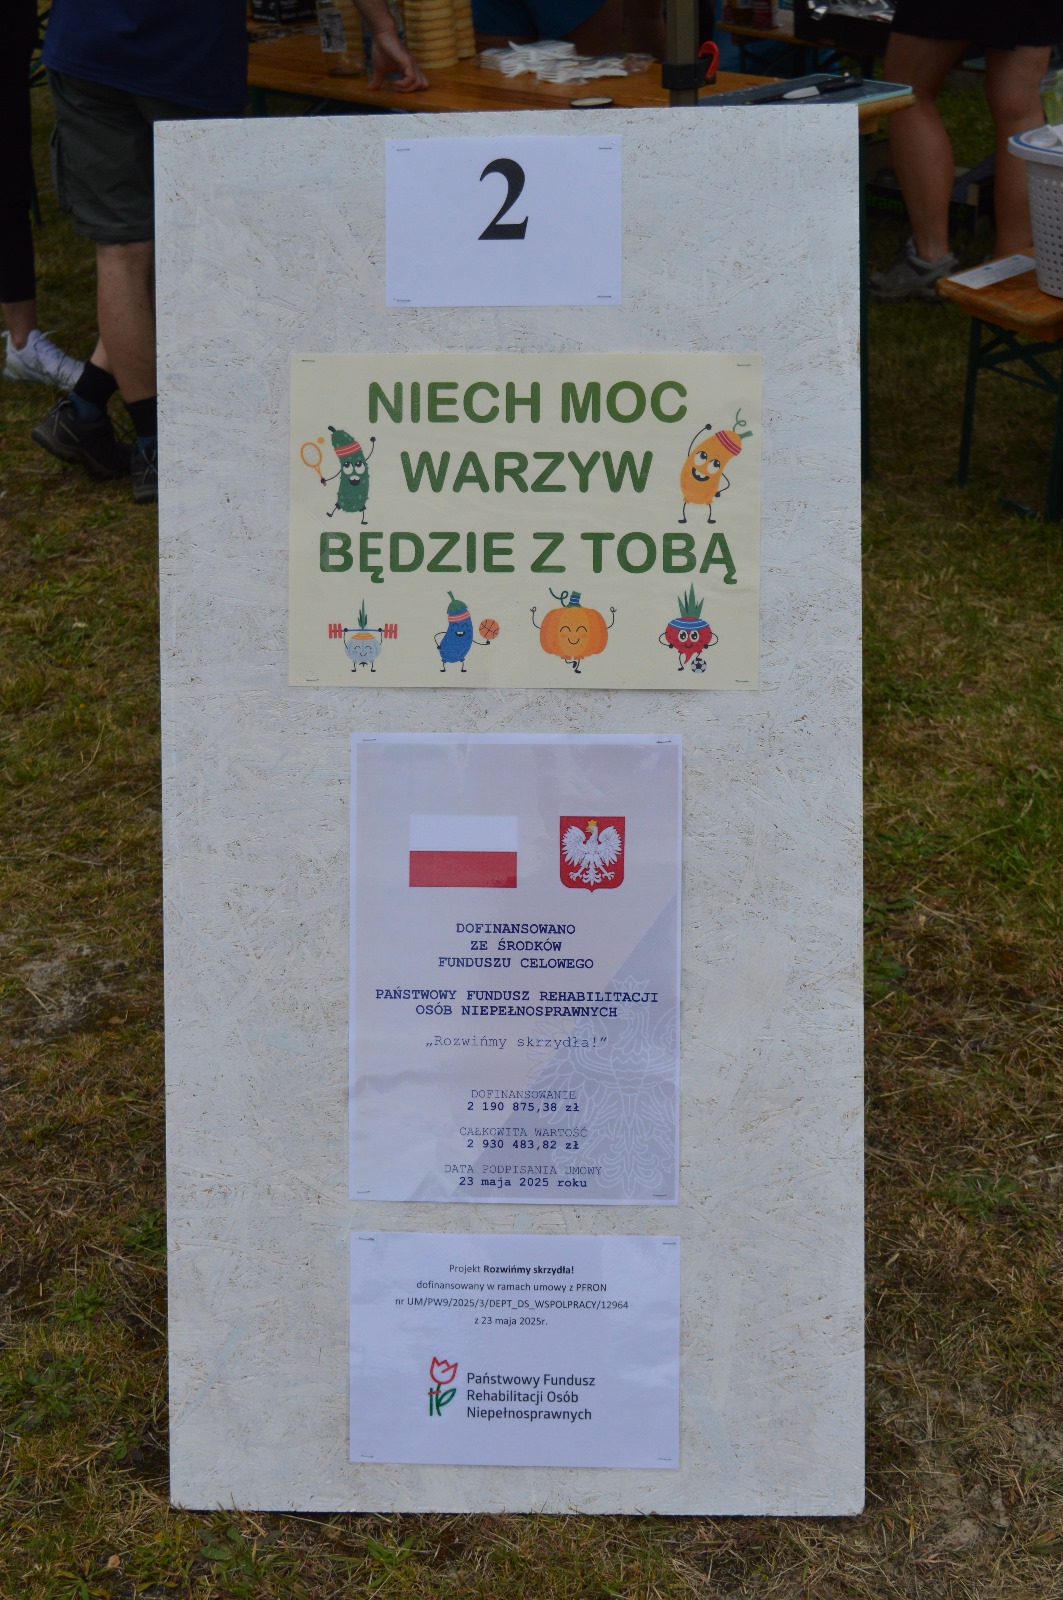 2
NIECH MOC
WARZYW
BĘDZIE Z TOBĄ
DOFINANSOWANO
ZE ŚRODKÓW
FUNDUSZU CELOWEGO
PAŃSTWOWY FUNDUSZ REHABILITACJI
OSÓB NIEPEŁNOSPRAWNYCH
„Rozwińmy skrzydła!”
DOFINANSOWANIE
2 190 875,38 zł
CAŁKOWITA WARTOŚĆ
2 930 483,82 zł
DATA PODPISANIA UMOWY
23 maja 2025 roku
Projekt Rozwińmy skrzydła!
dofinansowany w ramach umowy z PFRON
nr UM/PW9/2025/3/DEPT_DS_WSPOLPRACY/12964
z 23 maja 2025r.
Państwowy Fundusz
Rehabilitacji Osób
Niepełnosprawnych